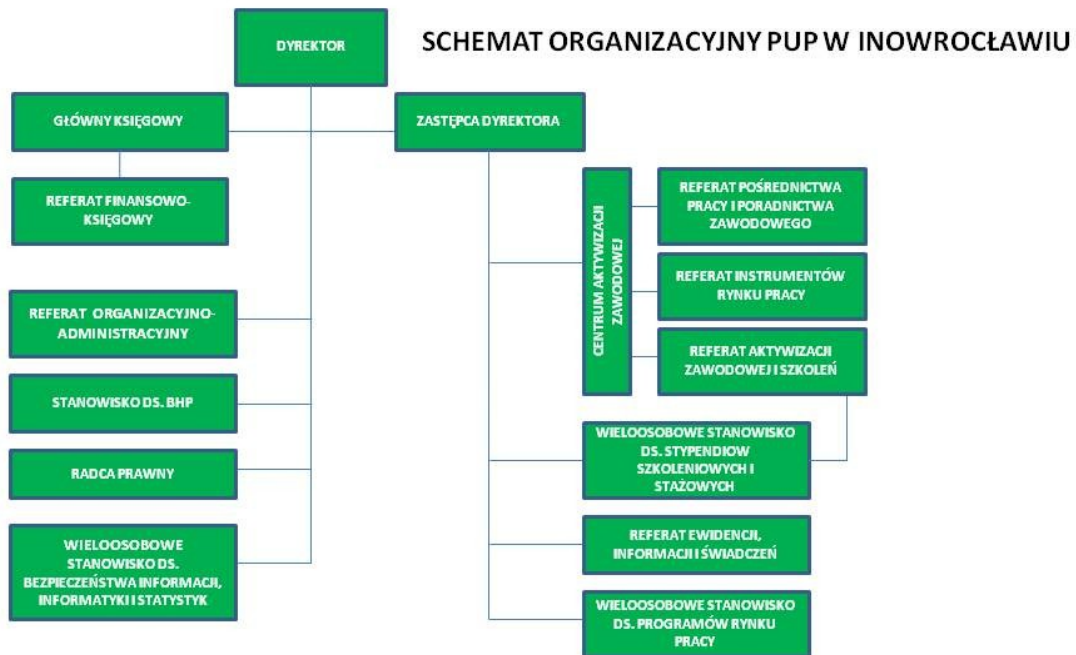 DYREKTOR
SCHEMAT ORGANIZACYJNY PUP W INOWROCŁAWIU
GŁÓWNY KSIĘGOWY
ZASTĘPCA DYREKTORA
REFERAT FINANSOWO-
KSIĘGOWY
REFERAT ORGANIZACYJNO-
ADMINISTRACYJNY
STANOWISKO DS. BHP
RADCA PRAWNY
WIELOOSOBOWE
STANOWISKO DS.
BEZPIECZEŃSTWA INFORMACJI,
INFORMATYKI I STATYSTYK
CENTRUM AKTYWIZACJI
ZAWODOWEJ
REFERAT POŚREDNICTWA
PRACY I PORADNICTWA
ZAWODOWEGO
REFERAT INSTRUMENTÓW
RYNKU PRACY
REFERAT AKTYWIZACJI
ZAWODOWEJ I SZKOLEŃ
WIELOOSOBOWE STANOWISKO
DS. STYPENDIOW
SZKOLENIOWYCH I
STAŻOWYCH
REFERAT EWIDENCJI,
INFORMACJI I ŚWIADCZEŃ
WIELOOSOBOWE STANOWISKO
DS. PROGRAMÓW RYNKU
PRACY